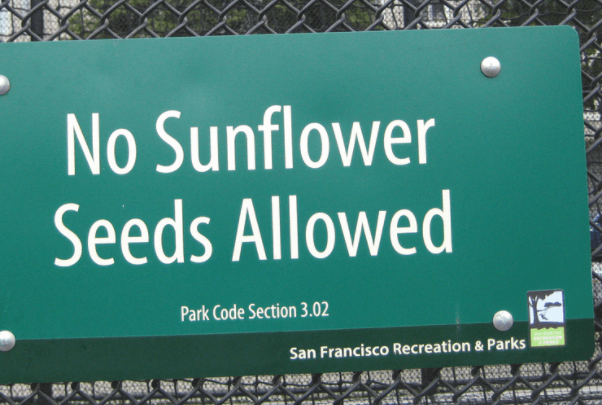 No Sunflower
Seeds Allowed
Park Code Section 3.02
San Francisco Recreation & Parks